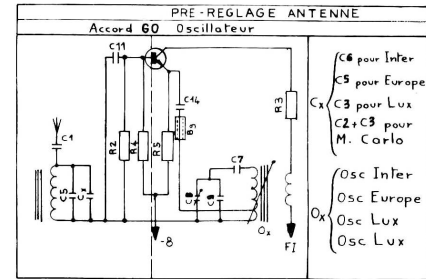 PRE-REGLAGE ANTENNE
Accord GO Oscillateur
C11
C14
B9
R3
C1
C5
Cx
R2
R4
R5
C7
C8
C9
Ox
-8
FI
Cx
C6 pour Inter
C5 pour Europe
C3 pour Lux
C2+C3 pour
M. Carlo
Ox
Osc Inter
Osc Europe
Osc Lux
Osc Lux